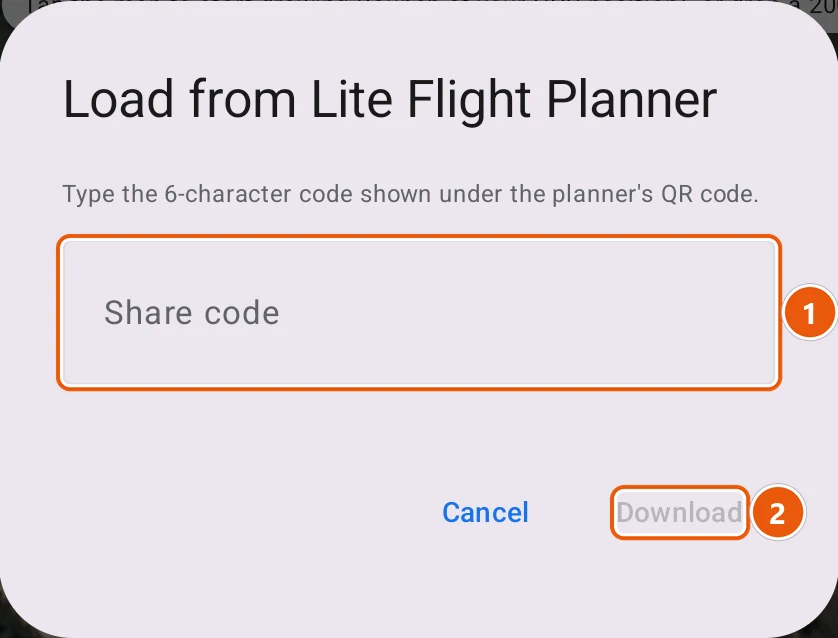 Load from Lite Flight Planner
Type the 6-character code shown under the planner's QR code.
Share code
1
Cancel
Download
2